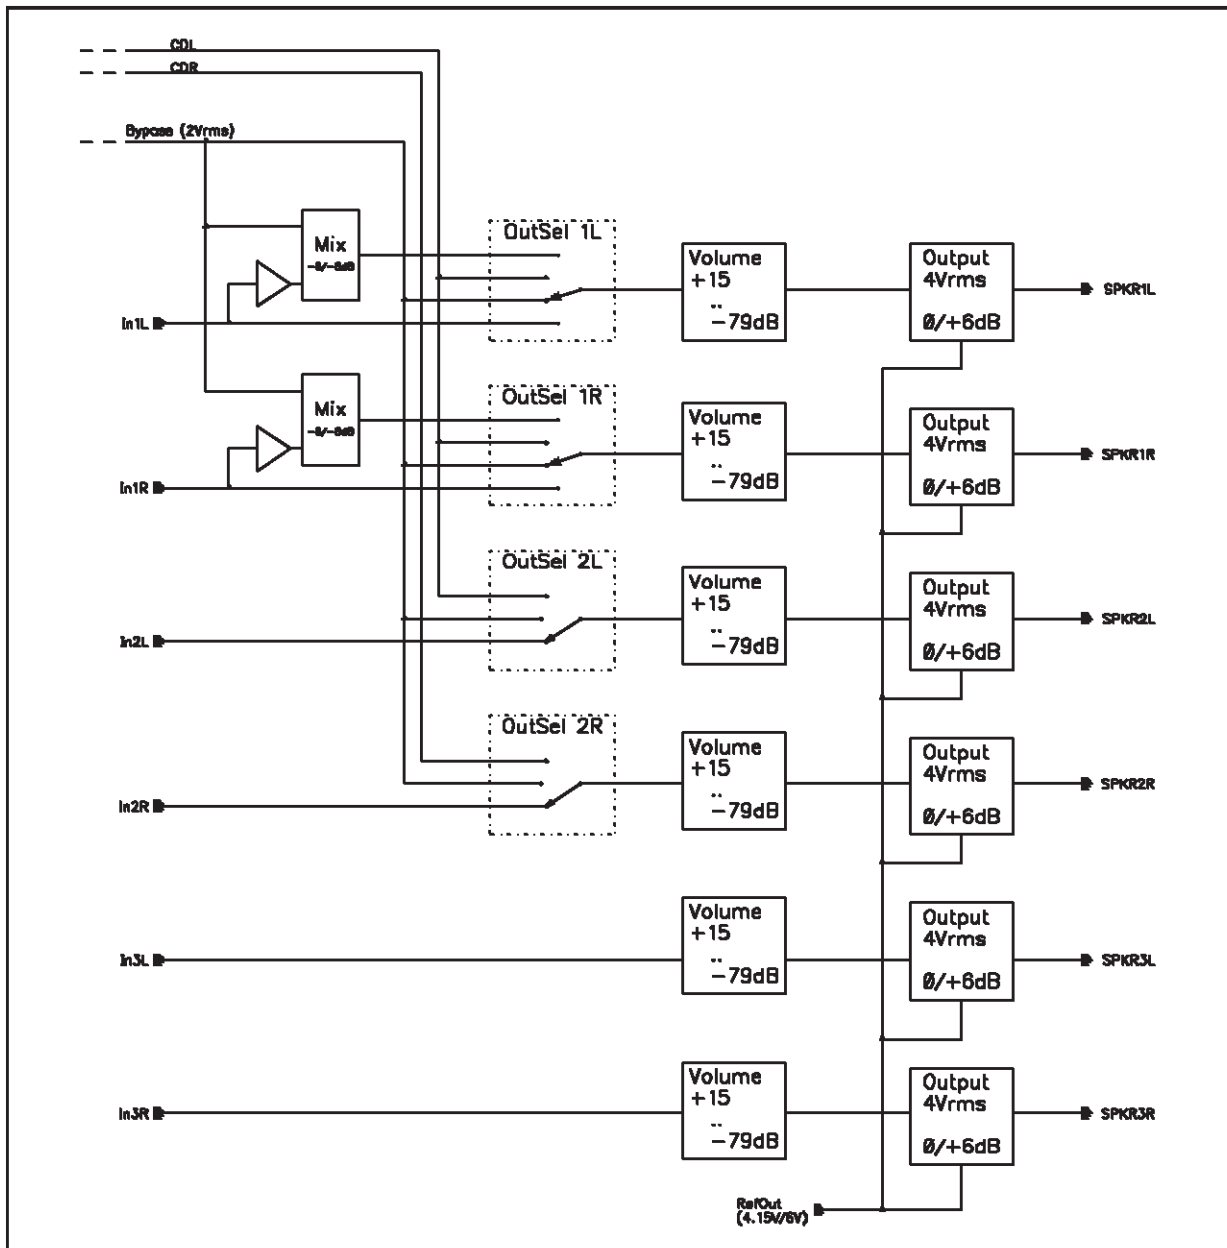 CDL
CDR
Bypass (2Vrms)
Mix
OutSel 1L
Volume
+15
..
-79dB
Output
4Vrms
0/+6dB
SPKR1L
In1L
Mix
OutSel 1R
Volume
+15
..
-79dB
Output
4Vrms
0/+6dB
SPKR1R
In1R
OutSel 2L
Volume
+15
..
-79dB
Output
4Vrms
0/+6dB
SPKR2L
In2L
OutSel 2R
Volume
+15
..
-79dB
Output
4Vrms
0/+6dB
SPKR2R
In2R
Volume
+15
..
-79dB
Output
4Vrms
0/+6dB
In3L
SPKR3L
Volume
+15
..
-79dB
Output
4Vrms
0/+6dB
In3R
SPKR3R
RefOut
(4.15V/6V)